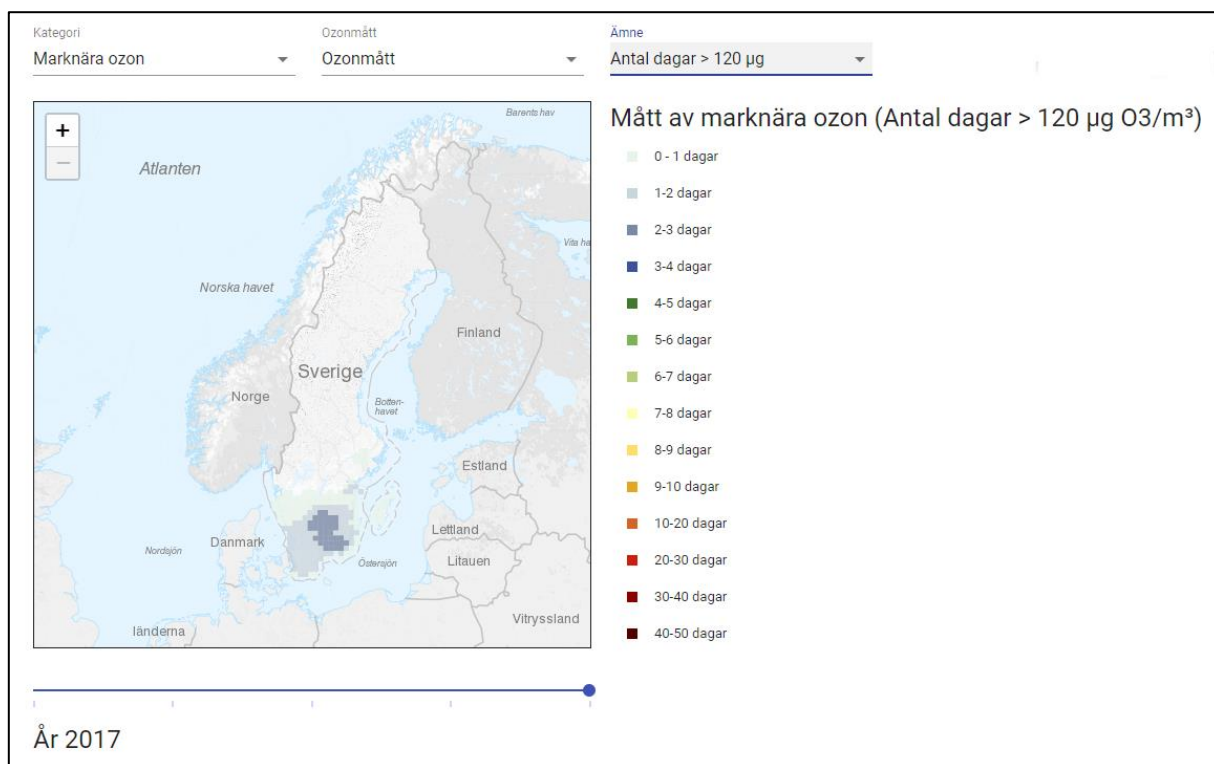 Kategori
Marknära ozon
Ozonmått
Ozonmått
Ämne
Antal dagar > 120 µg
+
−
Barents hav
Atlanten
Norska havet
Finland
Sverige
Norge
Botten-
havet
Estland
Lettland
Danmark
Nordsjön
Östersjön
Litauen
Vitryssland
länderna
Mått av marknära ozon (Antal dagar > 120 µg O3/m³)
0 - 1 dagar
1-2 dagar
2-3 dagar
3-4 dagar
4-5 dagar
5-6 dagar
6-7 dagar
7-8 dagar
8-9 dagar
9-10 dagar
10-20 dagar
20-30 dagar
30-40 dagar
40-50 dagar
År 2017